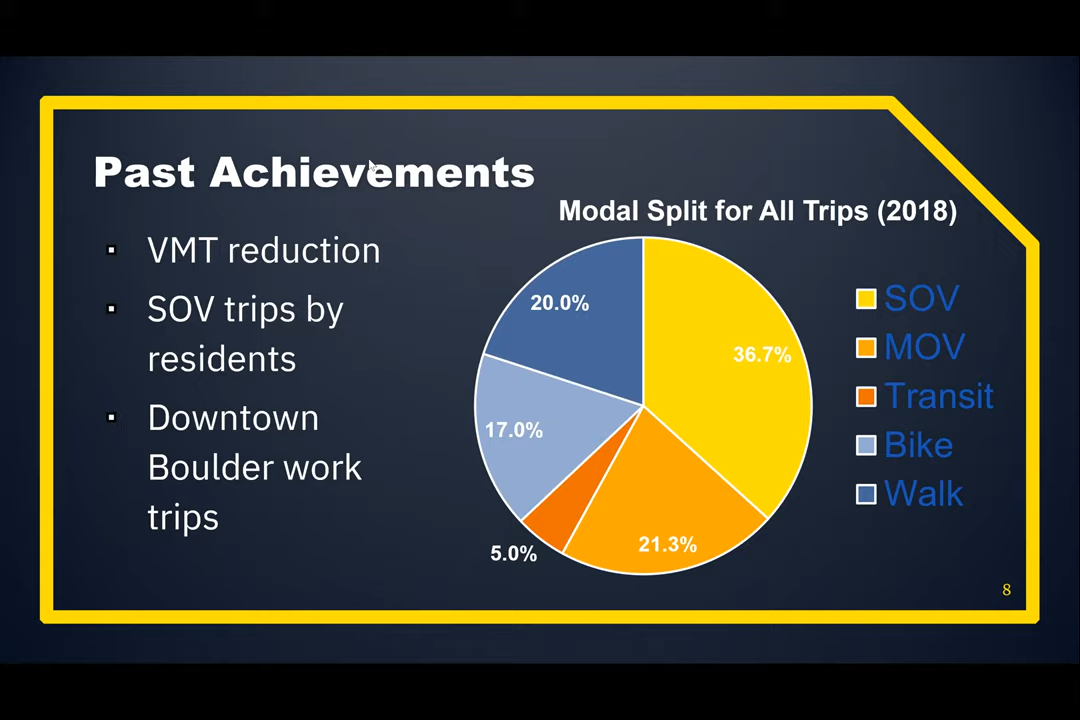 Past Achievements
▪ VMT reduction
▪ SOV trips by
residents
▪ Downtown
Boulder work
trips
Modal Split for All Trips (2018)
36.7%
21.3%
5.0%
17.0%
20.0%
SOV
MOV
Transit
Bike
Walk
8